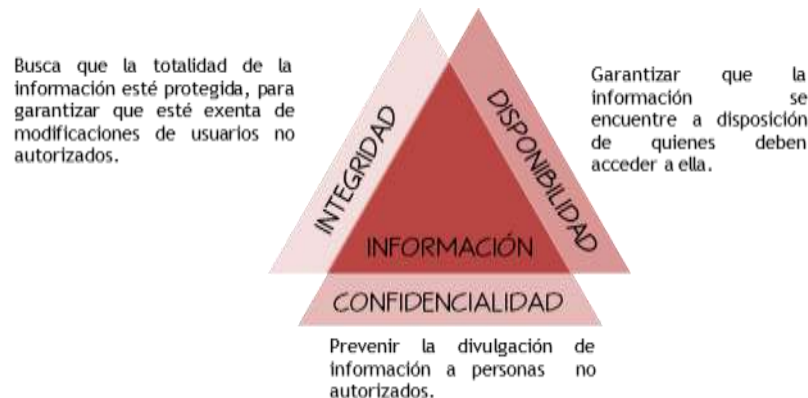 Busca que la totalidad de la
información esté protegida, para
garantizar que esté exenta de
modificaciones de usuarios no
autorizados.
INTEGRIDAD
DISPONIBILIDAD
Garantizar que la
información se
encuentre a disposición
de quienes deben
acceder a ella.
INFORMACIÓN
CONFIDENCIALIDAD
Prevenir la divulgación de
información a personas no
autorizados.